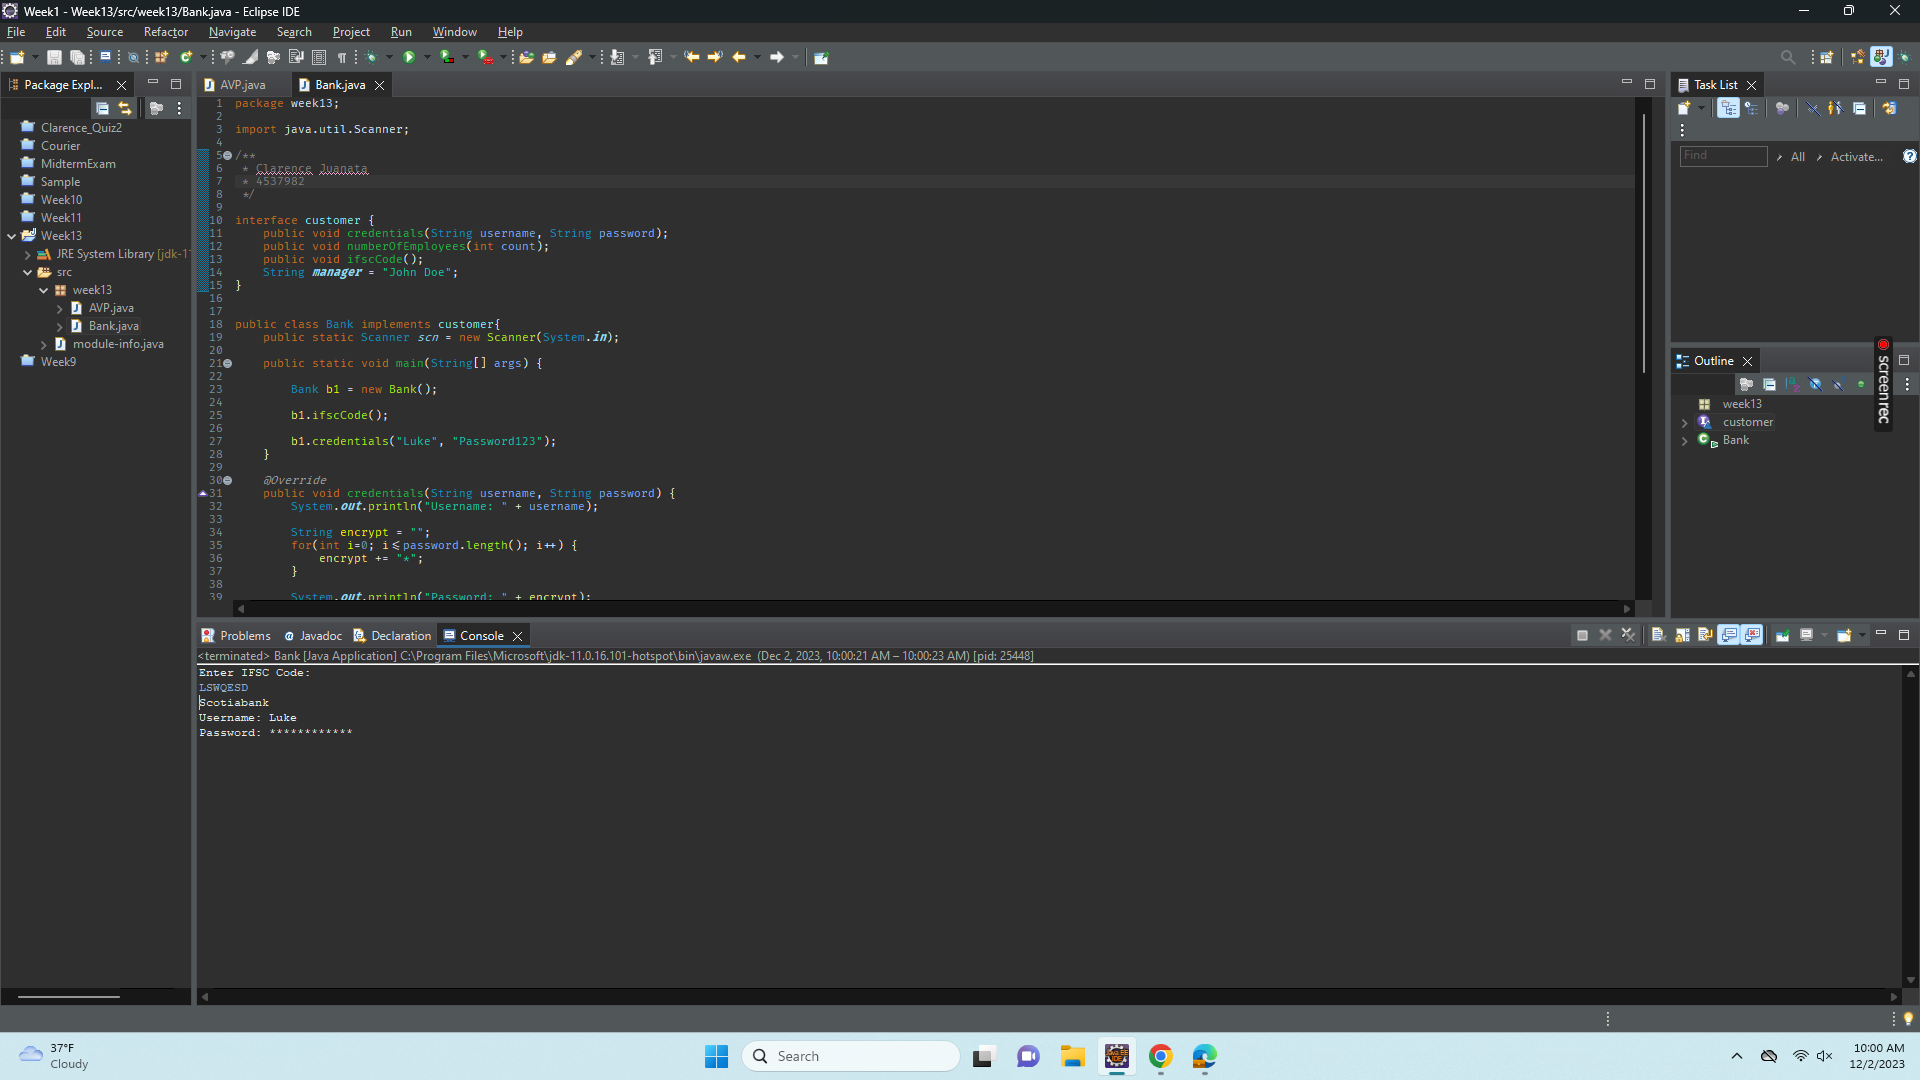 Week1 - Week13/src/week13/Bank.java - Eclipse IDE
File Edit Source Refactor Navigate Search Project Run Window Help
Package Expl...
Clarence_Quiz2
Courier
MidtermExam
Sample
Week10
Week11
Week13
JRE System Library [jdk-1
src
week13
AVP.java
Bank.java
module-info.java
Week9
AVP.java Bank.java
1 package week13;
2
3 import java.util.Scanner;
4
5 /**
6 * Clarence Juanata
7 * 4537982
8 */
9
10 interface customer {
11 public void credentials(String username, String password);
12 public void numberOfEmployees(int count);
13 public void ifscCode();
14 String manager = "John Doe";
15 }
16
17
18 public class Bank implements customer{
19 public static Scanner scn = new Scanner(System.in);
20
21 public static void main(String[] args) {
22
23 Bank b1 = new Bank();
24
25 b1.ifscCode();
26
27 b1.credentials("Luke", "Password123");
28 }
29
30 @Override
31 public void credentials(String username, String password) {
32 System.out.println("Username: " + username);
33
34 String encrypt = "";
35 for(int i=0; i<=password.length(); i++) {
36 encrypt += "*";
37 }
38
39 System.out.println("Password: " + encrypt);
Task List
Find All Activate...
Outline
week13
customer
Bank
screen rec
Problems Javadoc Declaration Console
<terminated> Bank [Java Application] C:\Program Files\Microsoft\jdk-11.0.16.101-hotspot\bin\javaw.exe (Dec 2, 2023, 10:00:21 AM – 10:00:23 AM) [pid: 25448]
Enter IFSC Code:
LSWQESD
Scotiabank
Username: Luke
Password: ************
37°F
Cloudy
Search
10:00 AM
12/2/2023